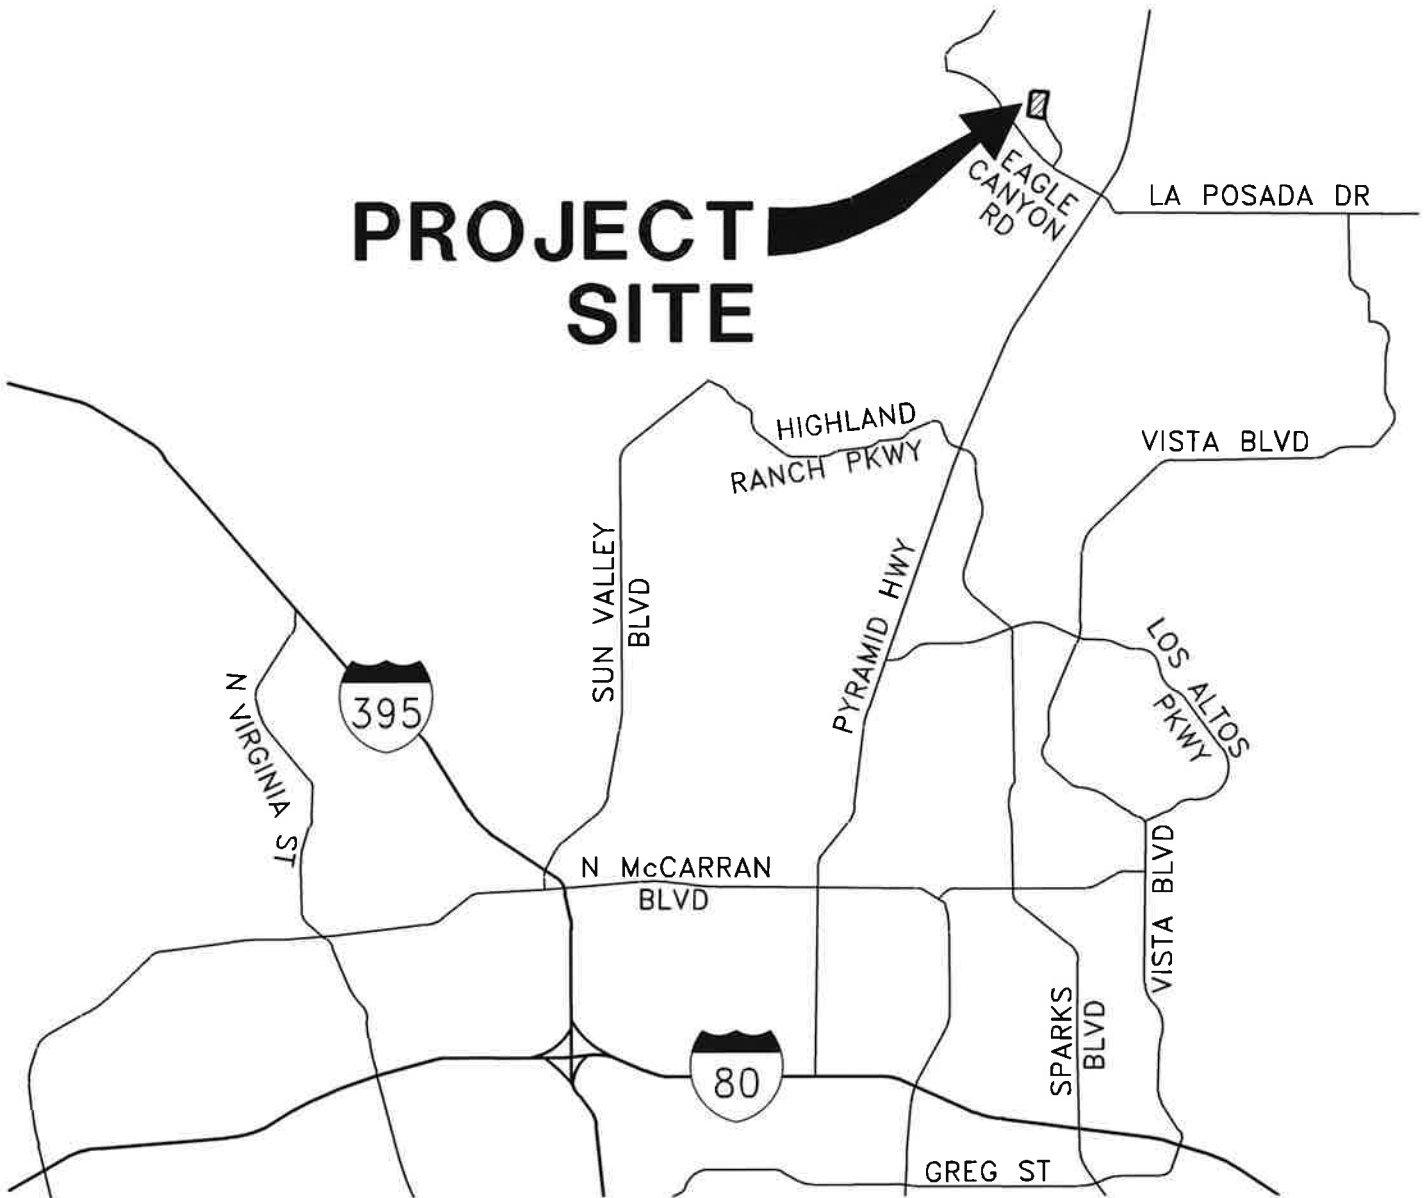 EAGLE
CANYON
RD
LA POSADA DR
PROJECT
SITE
HIGHLAND
RANCH PKWY
VISTA BLVD
SUN VALLEY
BLVD
PYRAMID HWY
LOS ALTOS
PKWY
N VIRGINIA ST
395
N McCARRAN
BLVD
VISTA BLVD
SPARKS
BLVD
80
GREG ST